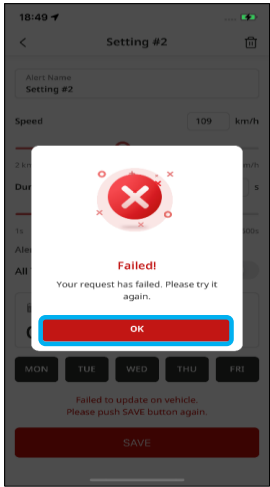 18:49
Setting #2
Alert Name
Setting #2
Speed 109 km/h
2 km
Dur s
1s
Ale
All
Failed!
Your request has failed. Please try it
again.
OK
MON TUE WED THU FRI
Failed to update on vehicle.
Please push SAVE button again.
SAVE